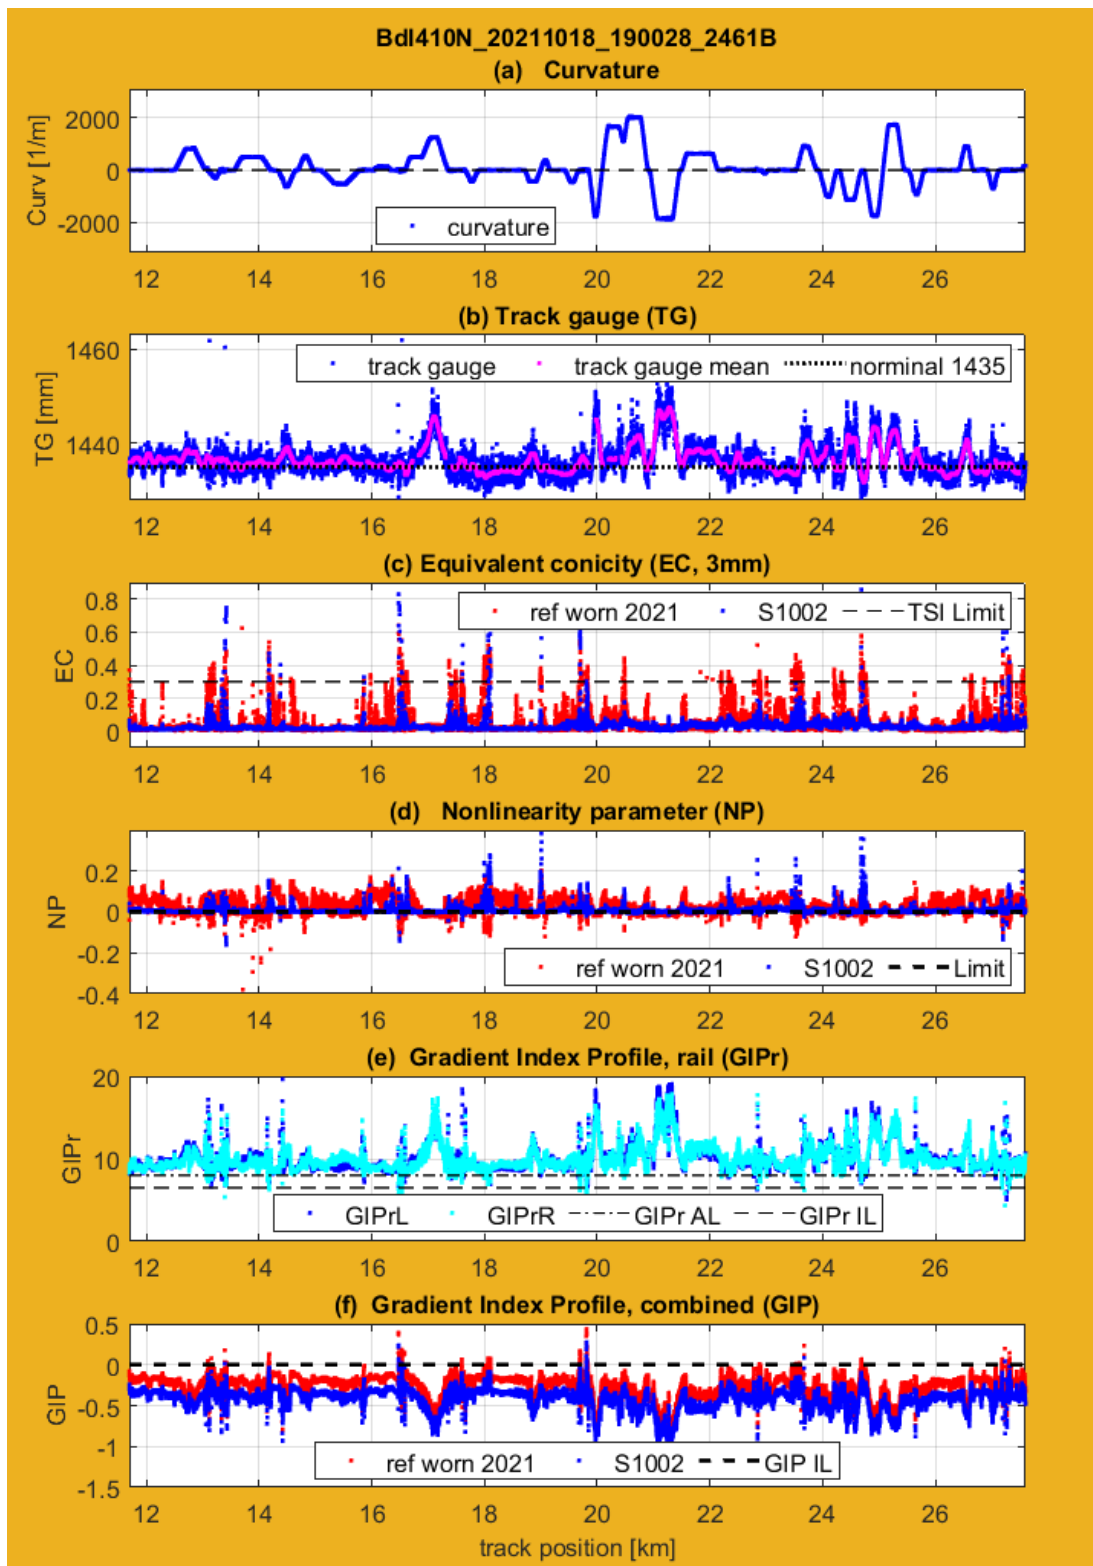 Bdl410N_20211018_190028_2461B
(a) Curvature
Curv [1/m]
2000
0
-2000
curvature
12 14 16 18 20 22 24 26
(b) Track gauge (TG)
TG [mm]
1460
1440
track gauge track gauge mean norminal 1435
12 14 16 18 20 22 24 26
(c) Equivalent conicity (EC, 3mm)
EC
0.8
0.6
0.4
0.2
0
ref worn 2021 S1002 TSI Limit
12 14 16 18 20 22 24 26
(d) Nonlinearity parameter (NP)
NP
0.2
0
-0.2
-0.4
ref worn 2021 S1002 Limit
12 14 16 18 20 22 24 26
(e) Gradient Index Profile, rail (GIPr)
GIPr
20
10
0
GIPrL GIPrR GIPr AL GIPr IL
12 14 16 18 20 22 24 26
(f) Gradient Index Profile, combined (GIP)
GIP
0.5
0
-0.5
-1
-1.5
ref worn 2021 S1002 GIP IL
12 14 16 18 20 22 24 26
track position [km]